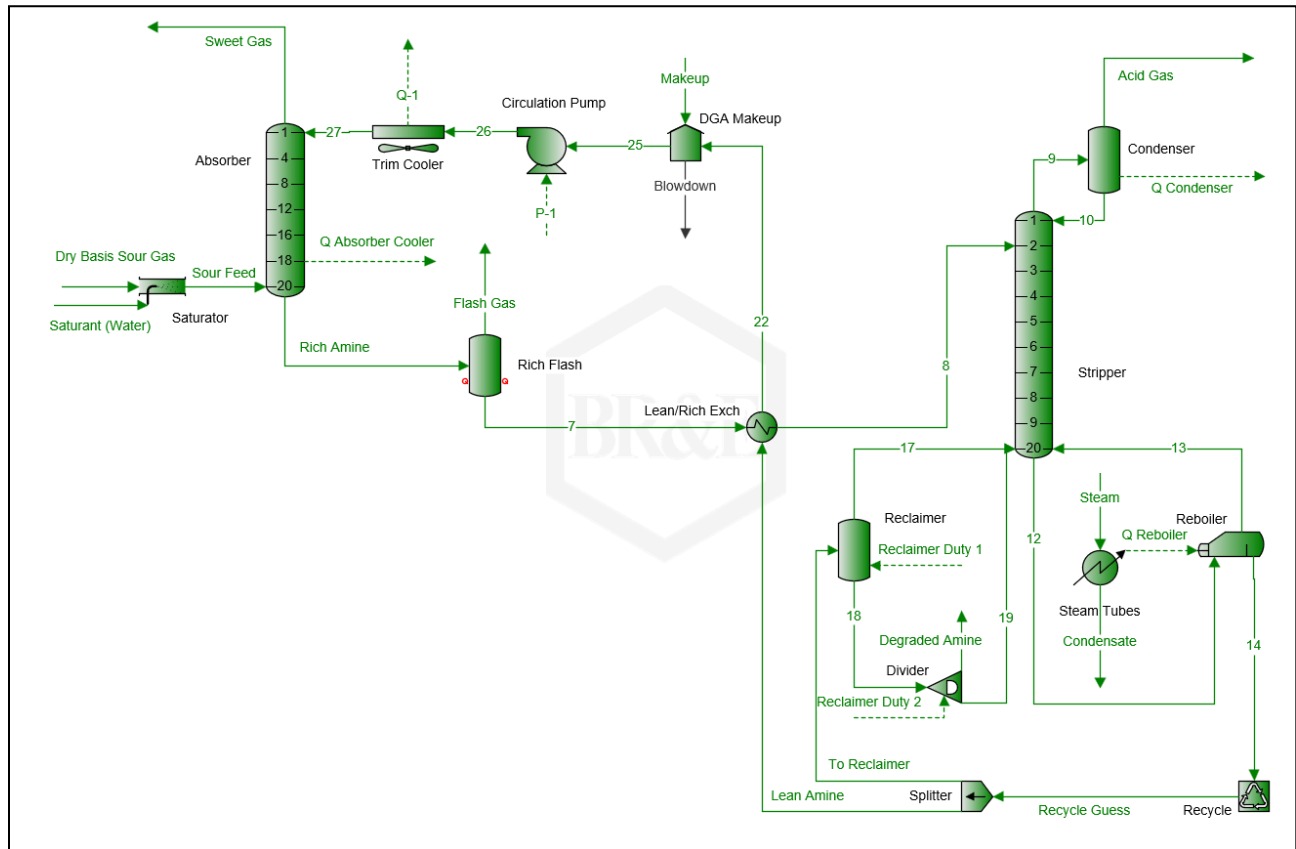 Sweet Gas
Acid Gas
Q-1
Makeup
Circulation Pump
DGA Makeup
27
26
25
9
Condenser
Trim Cooler
Absorber
1
4
8
12
16
18
20
Blowdown
Q Condenser
P-1
10
Q Absorber Cooler
Dry Basis Sour Gas
Sour Feed
Saturant (Water)
Saturator
Flash Gas
22
8
1
2
3
4
5
6
7
8
9
20
Stripper
Rich Amine
Rich Flash
Q
Q
7
Lean/Rich Exch
BR&E
17
13
Steam
Reclaimer
Reclaimer Duty 1
12
Q Reboiler
Reboiler
Steam Tubes
18
19
Degraded Amine
Condensate
14
Divider
D
Reclaimer Duty 2
To Reclaimer
Lean Amine
Splitter
Recycle Guess
Recycle